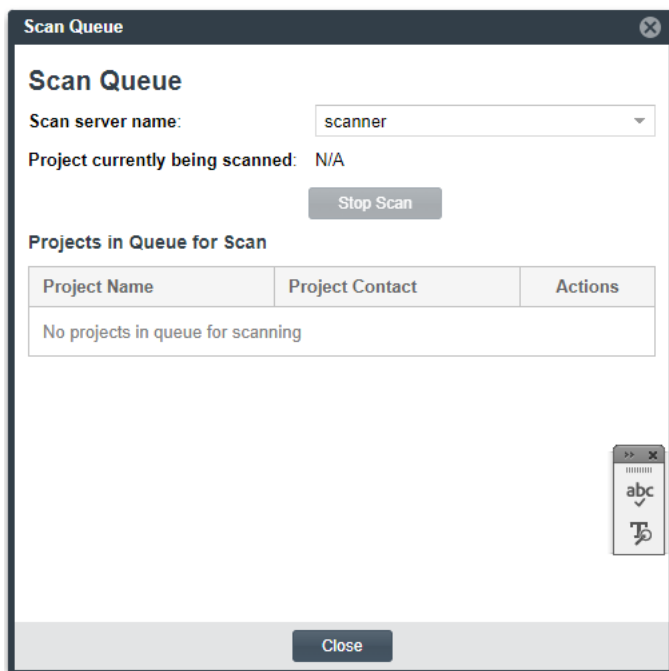 Scan Queue
Scan Queue
Scan server name: scanner
Project currently being scanned: N/A
Stop Scan
Projects in Queue for Scan
Project Name Project Contact Actions
No projects in queue for scanning
abc
Close